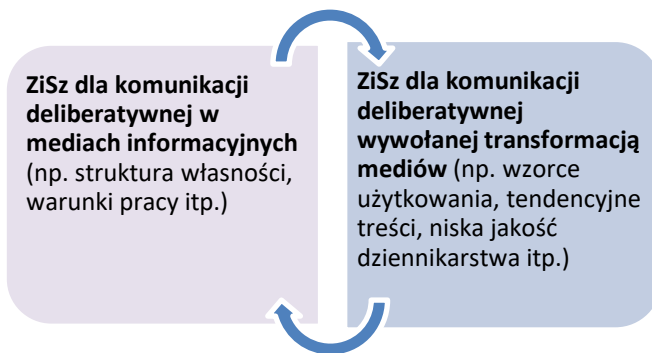 ZiSz dla komunikacji
deliberatywnej w
mediach informacyjnych
(np. struktura własności,
warunki pracy itp.)
ZiSz dla komunikacji
deliberatywnej
wywołanej transformacją
mediów (np. wzorce
użytkowania, tendencyjne
treści, niska jakość
dziennikarstwa itp.)